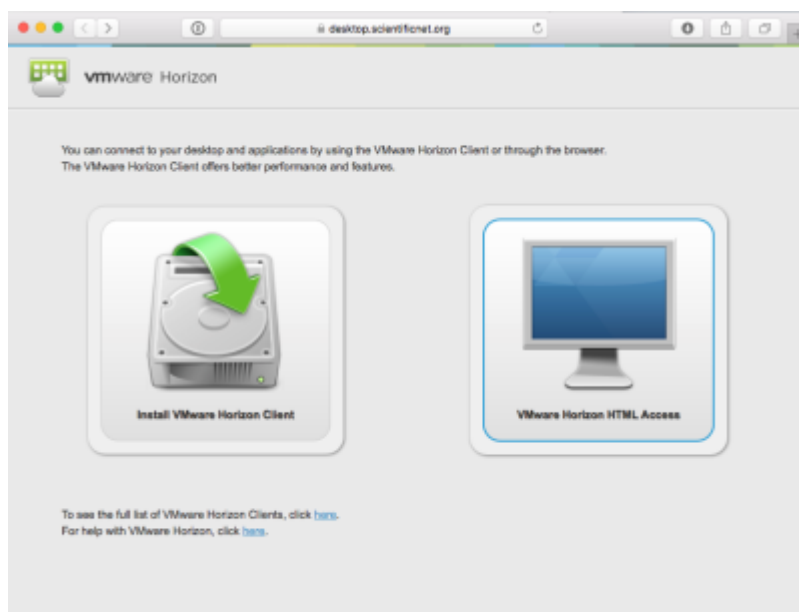 desktop.scientificnet.org
vmware Horizon
You can connect to your desktop and applications by using the VMware Horizon Client or through the browser.
The VMware Horizon Client offers better performance and features.
Install VMware Horizon Client
VMware Horizon HTML Access
To see the full list of VMware Horizon Clients, click here.
For help with VMware Horizon, click here.